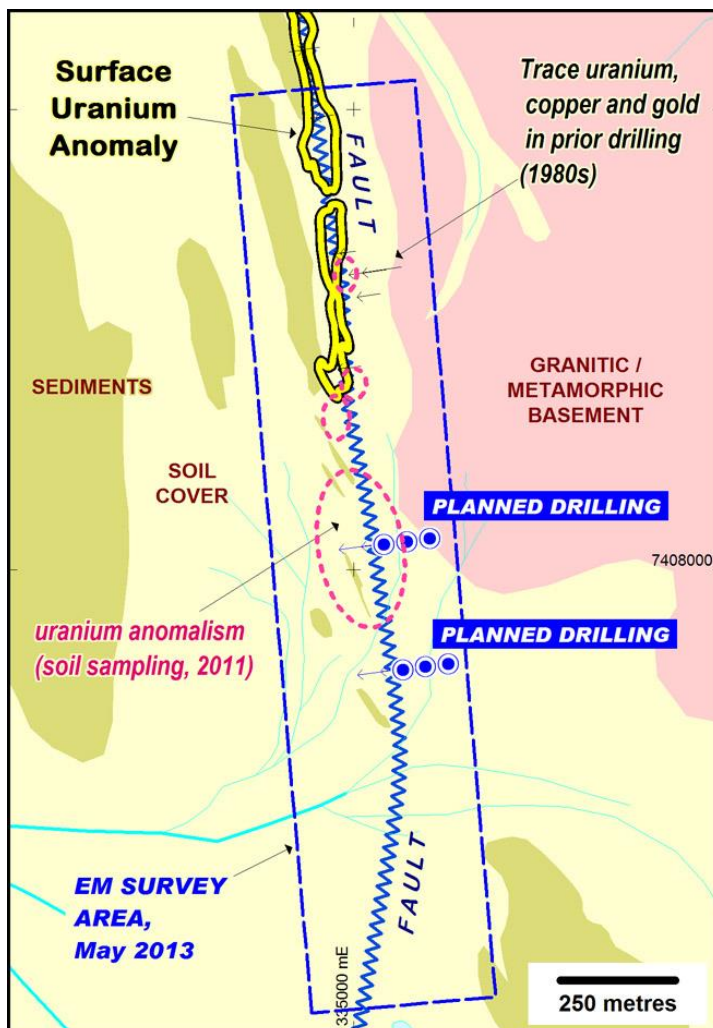 Surface
Uranium
Anomaly
Trace uranium,
copper and gold
in prior drilling
(1980s)
FAULT
SEDIMENTS
GRANITIC /
METAMORPHIC
BASEMENT
SOIL
COVER
PLANNED DRILLING
7408000
uranium anomalism
(soil sampling, 2011)
PLANNED DRILLING
EM SURVEY
AREA,
May 2013
FAULT
335000 mE
250 metres